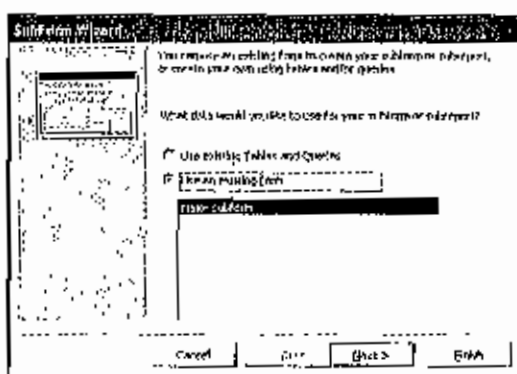 SubForm Wizard
You can use an existing form to create your subform or subreport,
or create your own using tables and/or queries.
What data would you like to use for your subform or subreport?
Use existing Tables and Queries
Use an existing form
subform
Cancel
Next >
Finish